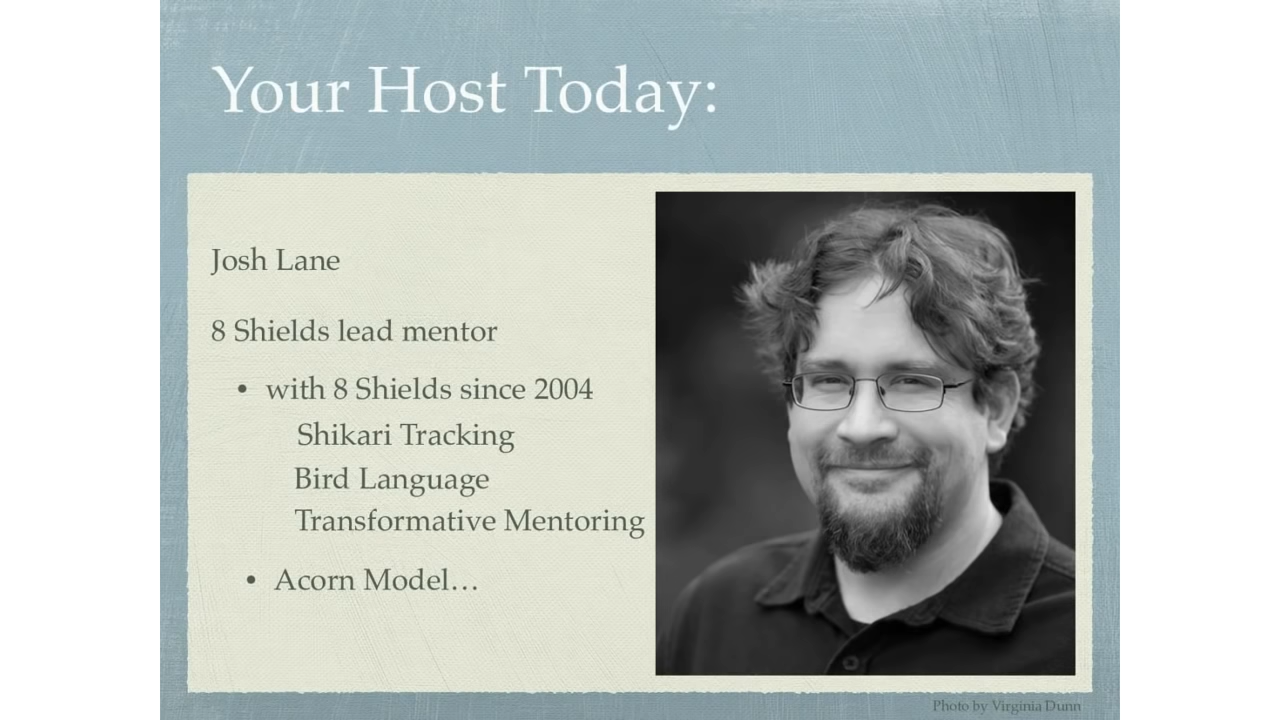 Your Host Today:
Josh Lane
8 Shields lead mentor
• with 8 Shields since 2004
Shikari Tracking
Bird Language
Transformative Mentoring
• Acorn Model…
Photo by Virginia Dunn